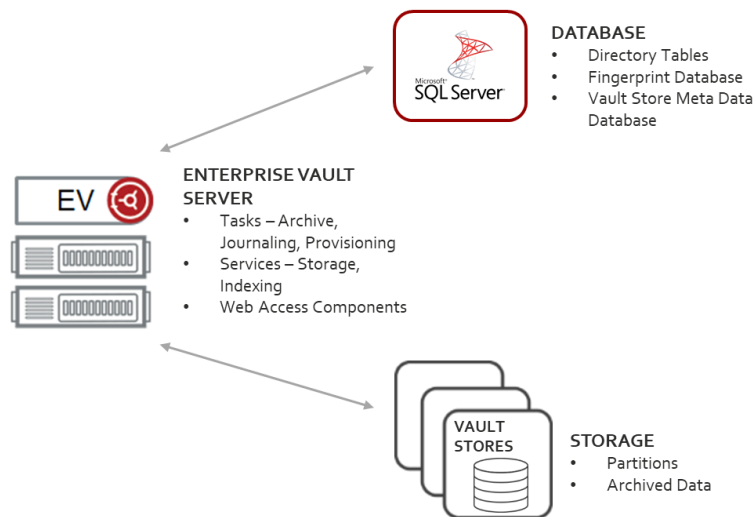 DATABASE
• Directory Tables
• Fingerprint Database
• Vault Store Meta Data
Database
Microsoft
SQL Server
EV
ENTERPRISE VAULT
SERVER
• Tasks – Archive,
Journaling, Provisioning
• Services – Storage,
Indexing
• Web Access Components
VAULT
STORES
STORAGE
• Partitions
• Archived Data